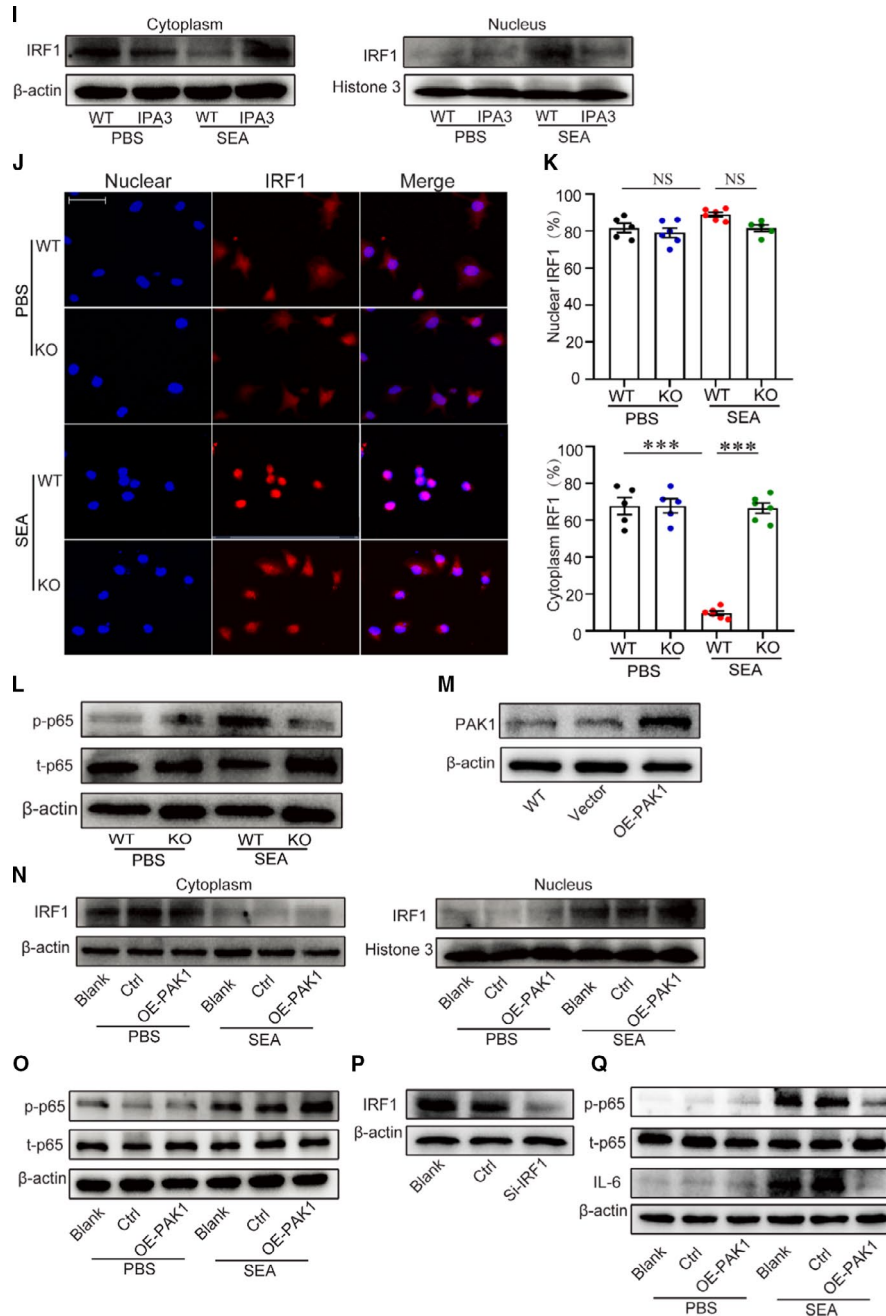 I
Cytoplasm
Nucleus
IRF1
IRF1
β-actin
Histone 3
WT IPA3 WT IPA3
PBS SEA
WT IPA3 WT IPA3
PBS SEA
J
Nuclear IRF1 Merge
PBS
WT
KO
SEA
WT
KO
K
NS NS
Nuclear IRF1 (%)
100
80
60
40
20
0
WT KO WT KO
PBS SEA
*** ***
Cytoplasm IRF1 (%)
100
80
60
40
20
0
WT KO WT KO
PBS SEA
L
p-p65
t-p65
β-actin
WT KO WT KO
PBS SEA
M
PAK1
β-actin
WT Vector OE-PAK1
N
Cytoplasm
Nucleus
IRF1
IRF1
β-actin
Histone 3
Blank Ctrl OE-PAK1 Blank Ctrl OE-PAK1
PBS SEA
Blank Ctrl OE-PAK1 Blank Ctrl OE-PAK1
PBS SEA
O
p-p65
t-p65
β-actin
Blank Ctrl OE-PAK1 Blank Ctrl OE-PAK1
PBS SEA
P
IRF1
β-actin
Blank Ctrl Si-IRF1
Q
p-p65
t-p65
IL-6
β-actin
Blank Ctrl OE-PAK1 Blank Ctrl OE-PAK1
PBS SEA